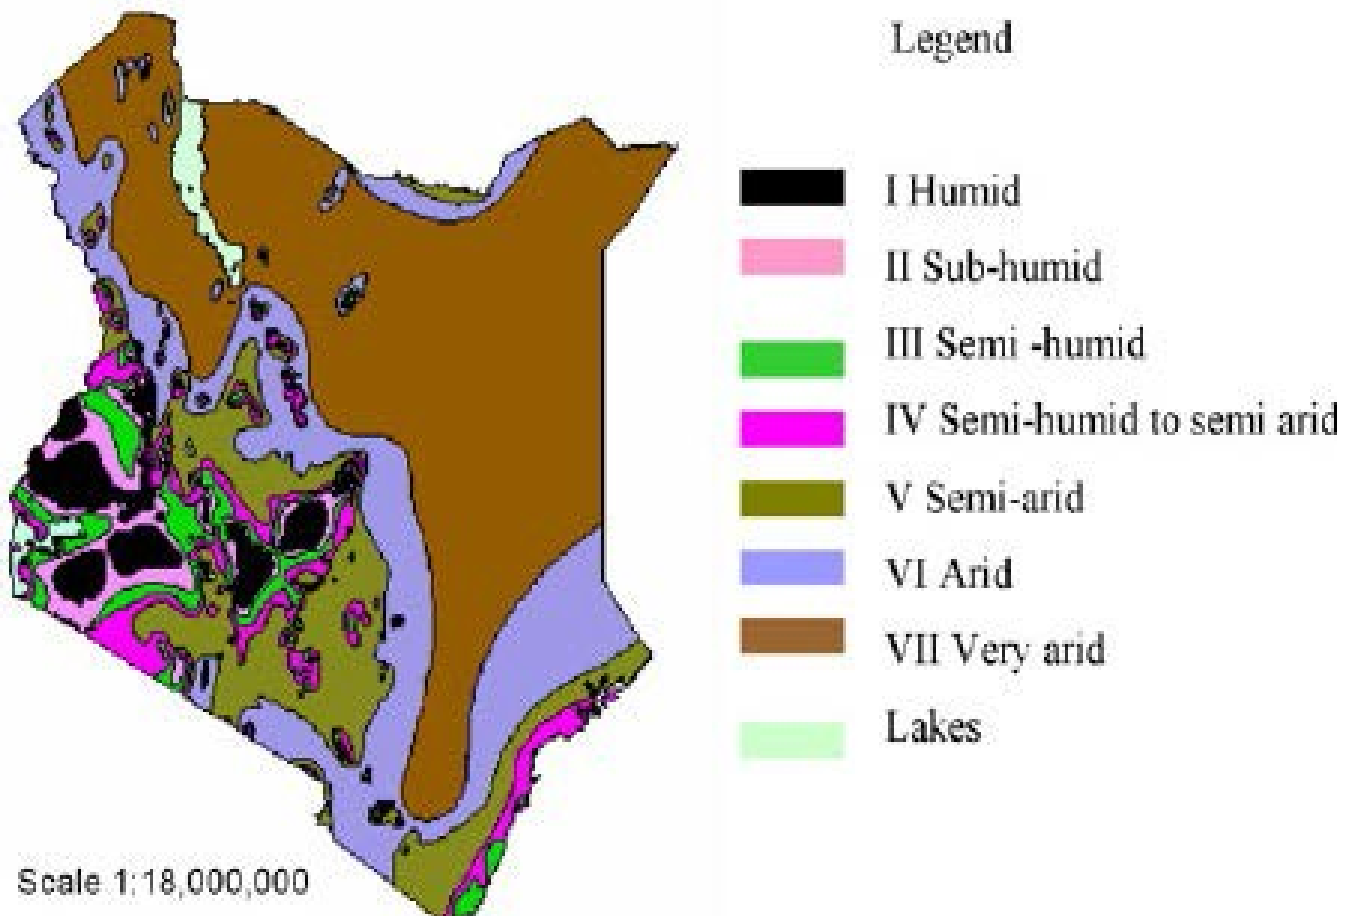 Legend
I Humid
II Sub-humid
III Semi -humid
IV Semi-humid to semi arid
V Semi-arid
VI Arid
VII Very arid
Lakes
Scale 1:18,000,000